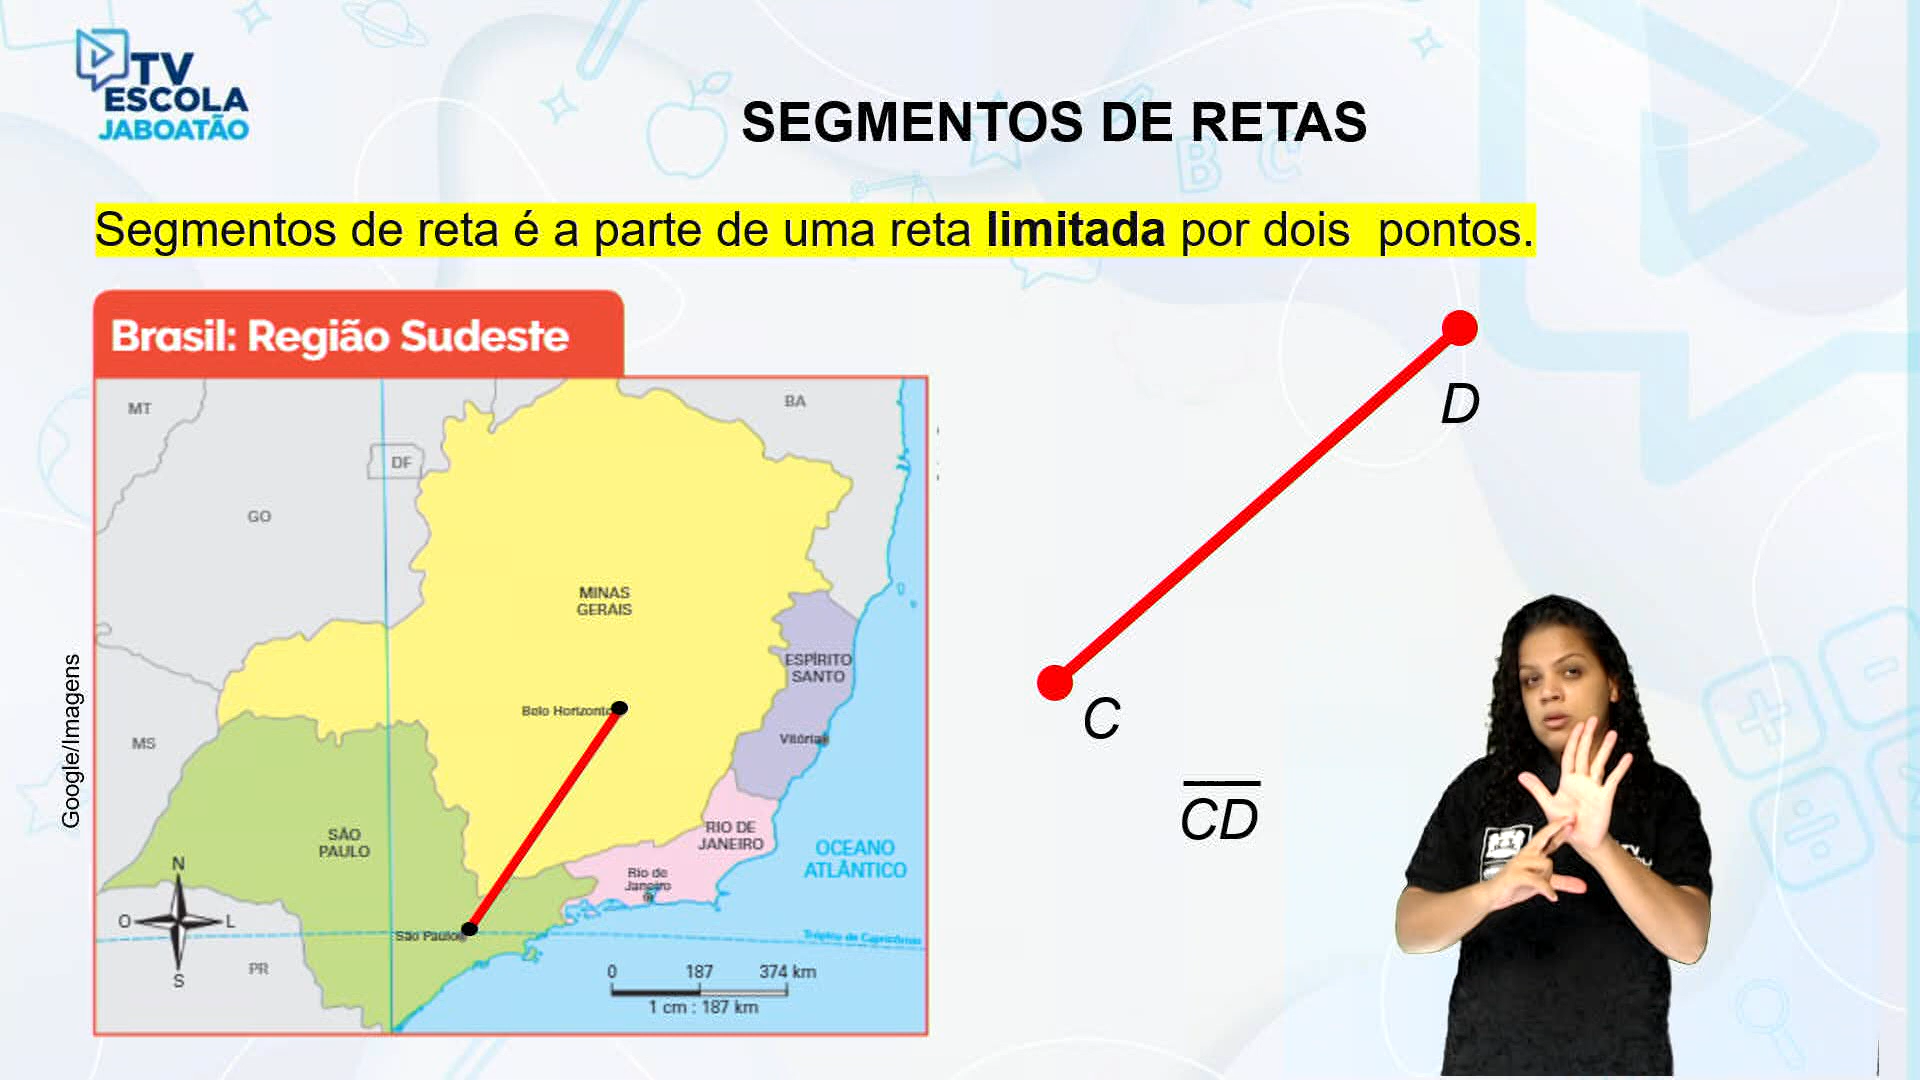 TV
ESCOLA
JABOATÃO
SEGMENTOS DE RETAS
Segmentos de reta é a parte de uma reta limitada por dois pontos.
Brasil: Região Sudeste
MT
BA
DF
GO
MINAS
GERAIS
ESPÍRITO
SANTO
Belo Horizonte
Vitória
MS
SÃO
PAULO
RIO DE
JANEIRO
Rio de
Janeiro
OCEANO
ATLÂNTICO
N
O
L
S
São Paulo
Trópico de Capricórnio
PR
0 187 374 km
1 cm : 187 km
Google/Imagens
D
C
CD
TV